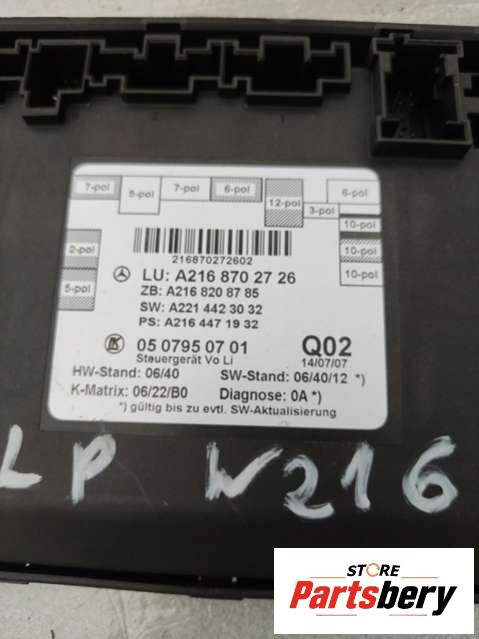 7-pol
8-pol
7-pol
6-pol
12-pol
3-pol
6-pol
10-pol
10-pol
10-pol
2-pol
5-pol
216870272602
LU: A216 870 27 26
ZB: A216 820 87 85
SW: A221 442 30 32
PS: A216 447 19 32
05 0795 07 01
Q02
Steuergerät Vo Li
14/07/07
HW-Stand: 06/40 SW-Stand: 06/40/12 *)
K-Matrix: 06/22/B0 Diagnose: 0A *)
*) gültig bis zu evtl. SW-Aktualisierung
LP W216
STORE
Partsbery